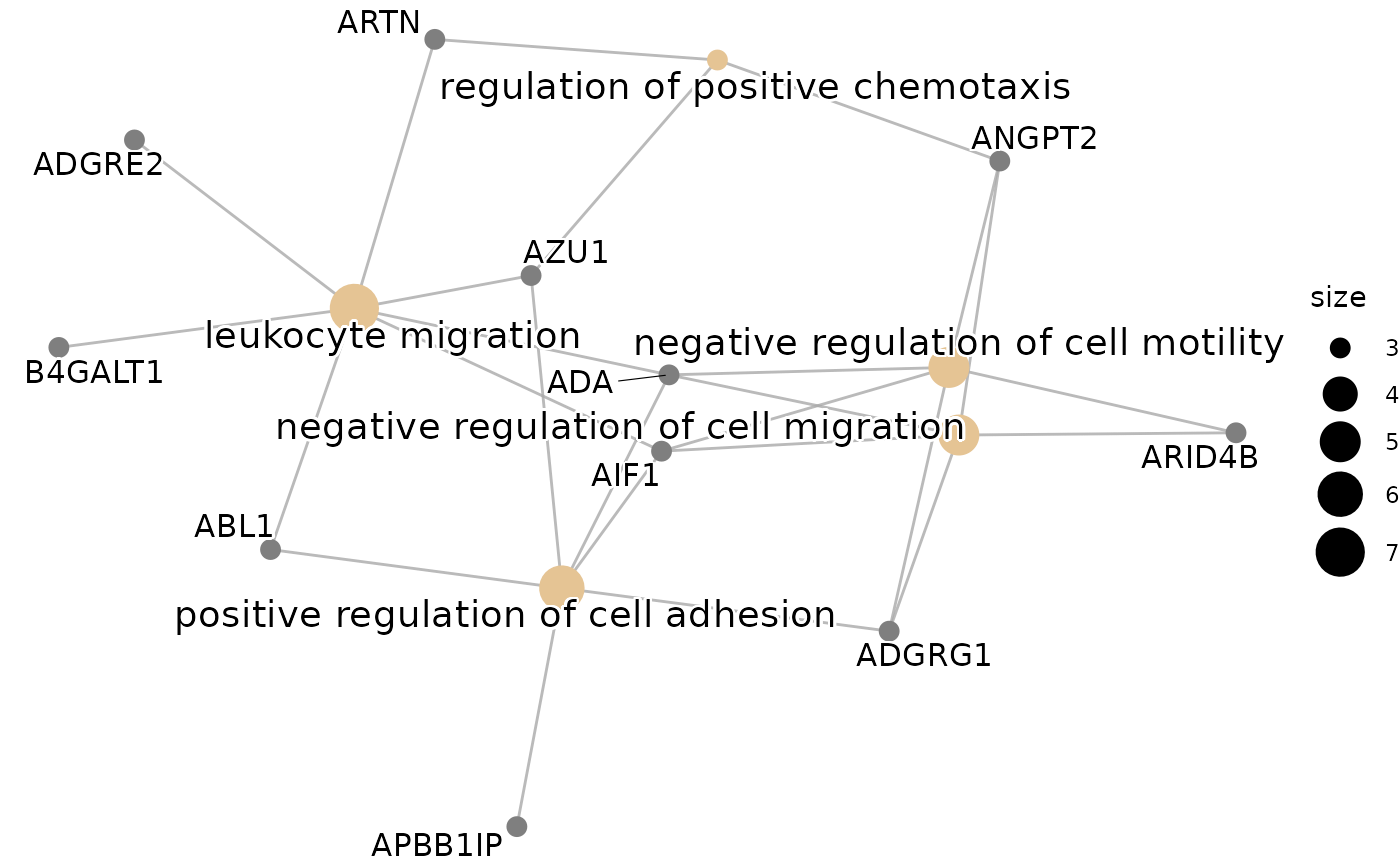 ARTN
regulation of positive chemotaxis
ANGPT2
ADGRE2
AZU1
size
leukocyte migration
negative regulation of cell motility
3
B4GALT1
ADA
4
negative regulation of cell migration
5
ARID4B
AIF1
6
ABL1
7
positive regulation of cell adhesion
ADGRG1
APBB1IP